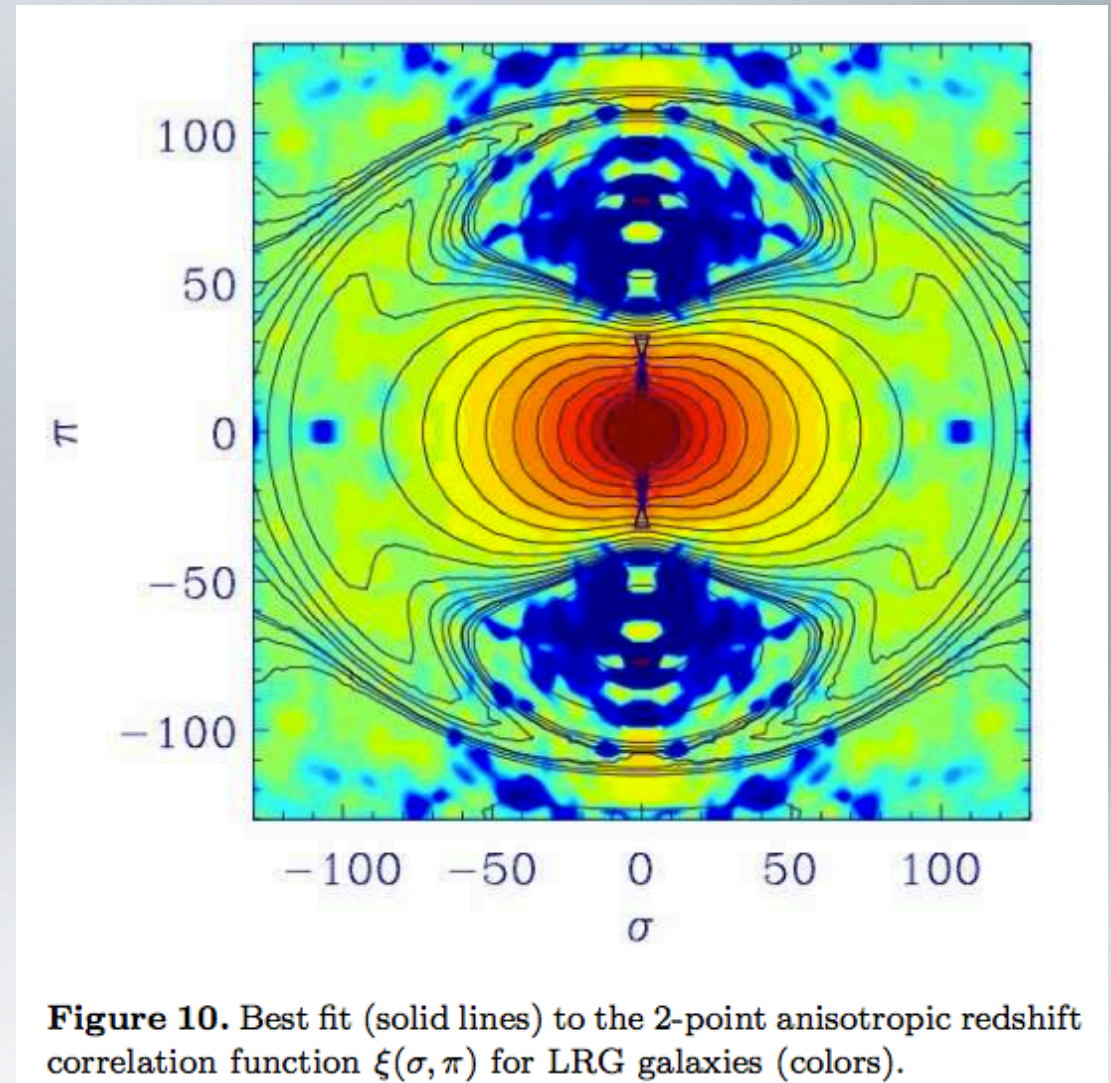 100
50
π
0
−50
−100
−100 −50 0 50 100
σ
Figure 10. Best fit (solid lines) to the 2-point anisotropic redshift
correlation function ξ(σ, π) for LRG galaxies (colors).